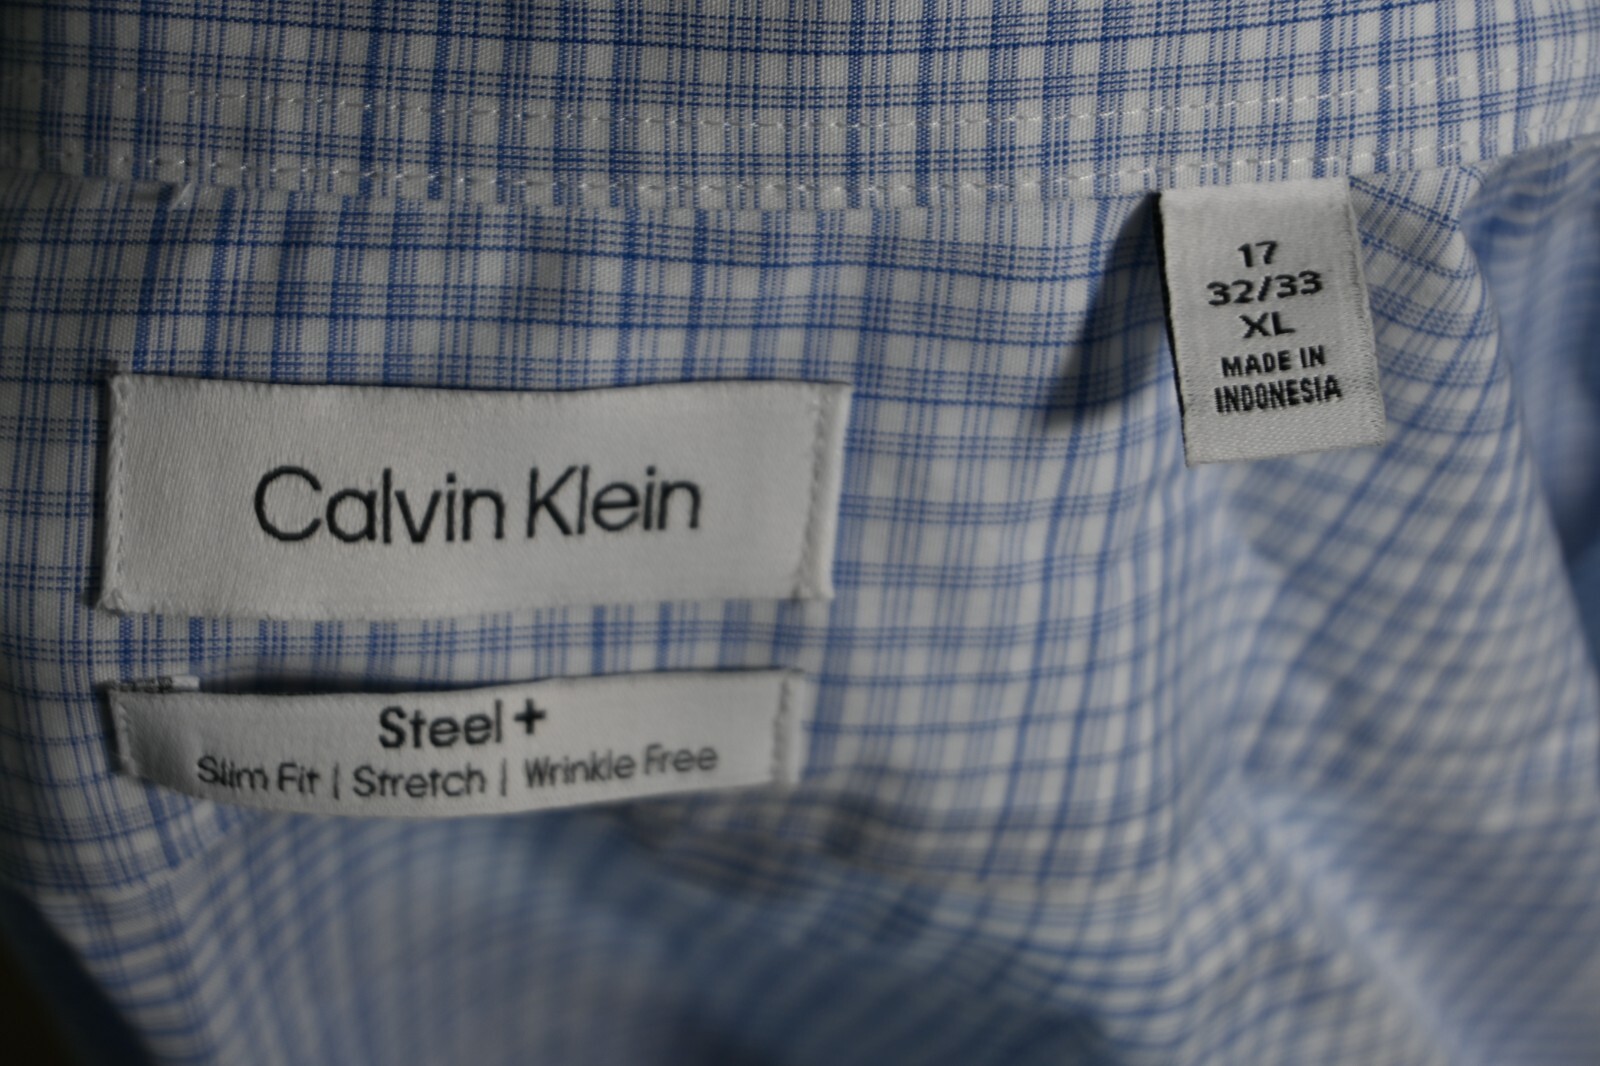 17
32/33
XL
MADE IN
INDONESIA
Calvin Klein
Steel +
Slim Fit | Stretch | Wrinkle Free